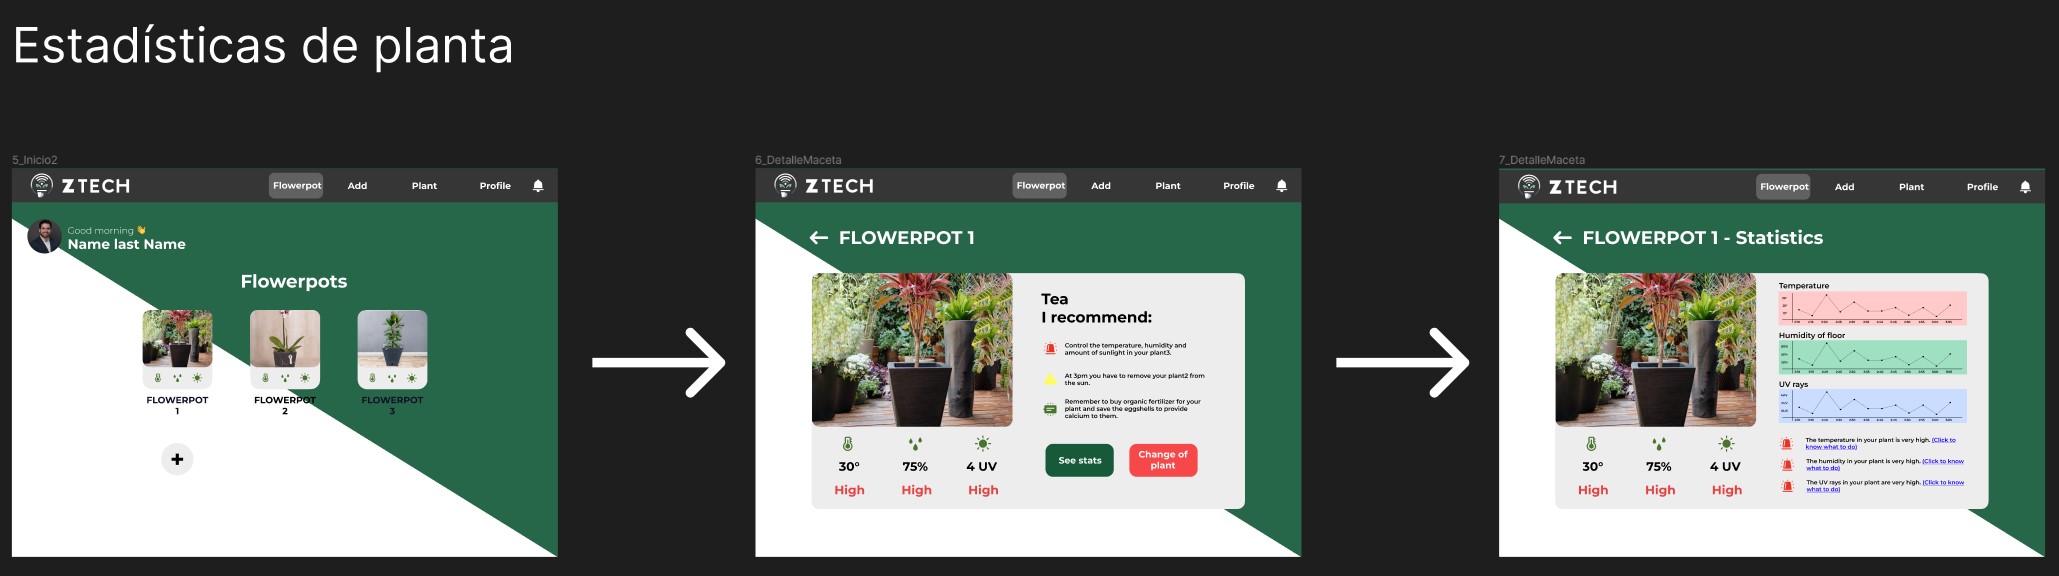 Estadísticas de planta
5_Inicio2
Z TECH
Flowerpot
Add
Plant
Profile
Good morning 👋
Name last Name
Flowerpots
FLOWERPOT
1
FLOWERPOT
2
FLOWERPOT
3
+
6_DetalleMaceta
Z TECH
Flowerpot
Add
Plant
Profile
← FLOWERPOT 1
Tea
I recommend:
Control the temperature, humidity and
amount of sunlight in your plant3.
At 3pm you have to remove your plant2 from
the sun.
Remember to buy organic fertilizer for your
plant and save the eggshells to provide
calcium to them.
30°
75%
4 UV
High
High
High
See stats
Change of
plant
7_DetalleMaceta
Z TECH
Flowerpot
Add
Plant
Profile
← FLOWERPOT 1 - Statistics
Temperature
Humidity of floor
UV rays
30°
75%
4 UV
High
High
High
The temperature in your plant is very high. (Click to
know what to do)
The humidity in your plant is very high. (Click to know
what to do)
The UV rays in your plant are very high. (Click to know
what to do)